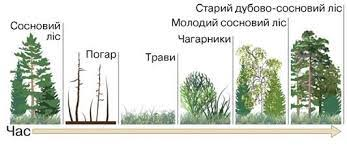 Старий дубово-сосновий ліс
Молодий сосновий ліс
Чагарники
Сосновий
ліс
Погар
Трави
Час